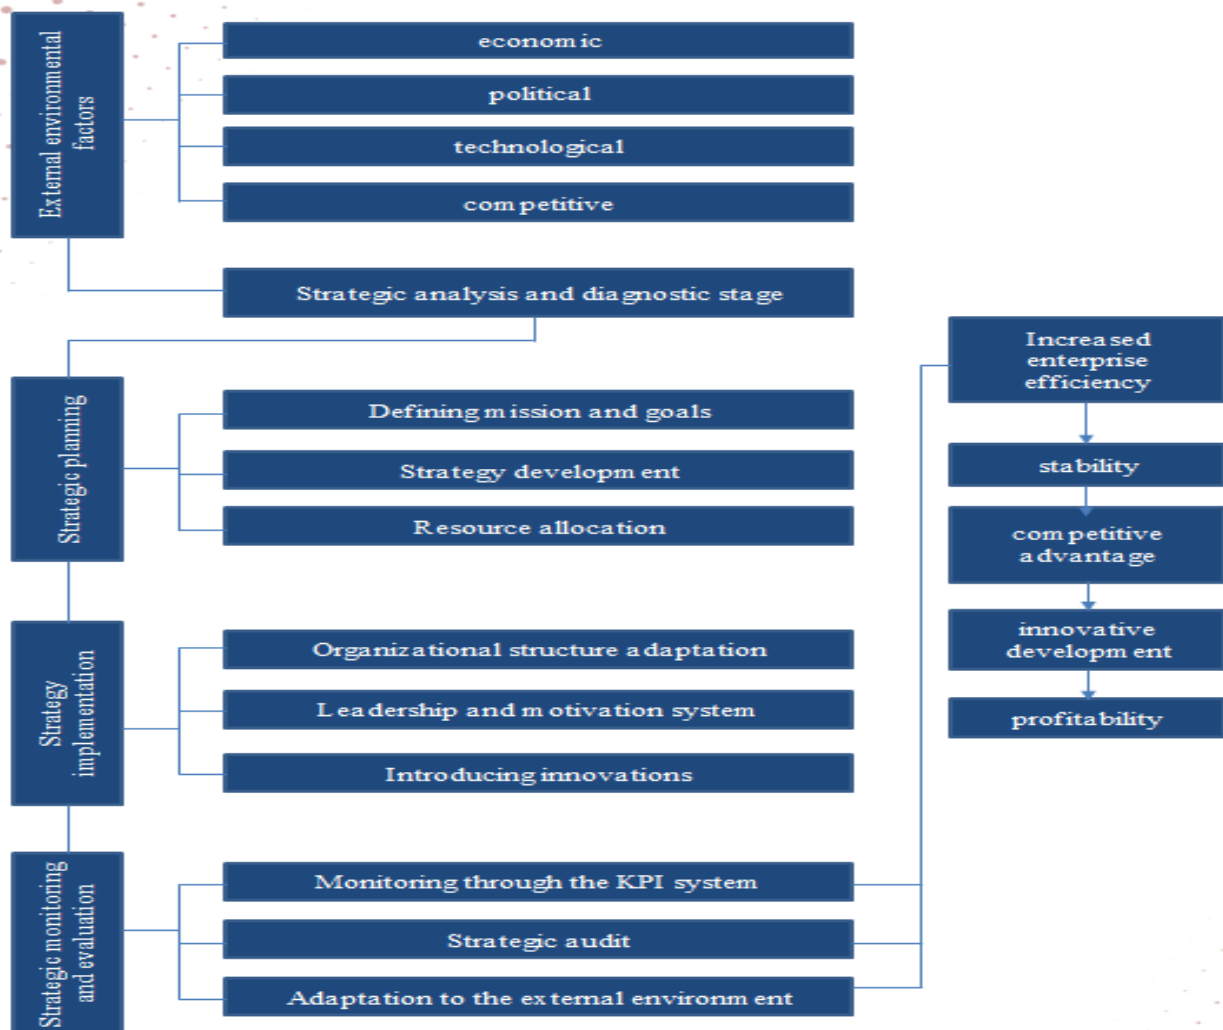 External environmental
factors
economic
political
technological
competitive
Strategic analysis and diagnostic stage
Strategic planning
Defining mission and goals
Strategy development
Resource allocation
Strategy
implementation
Organizational structure adaptation
Leadership and motivation system
Introducing innovations
Strategic monitoring
and evaluation
Monitoring through the KPI system
Strategic audit
Adaptation to the external environment
Increased
enterprise
efficiency
stability
competitive
advantage
innovative
development
profitability